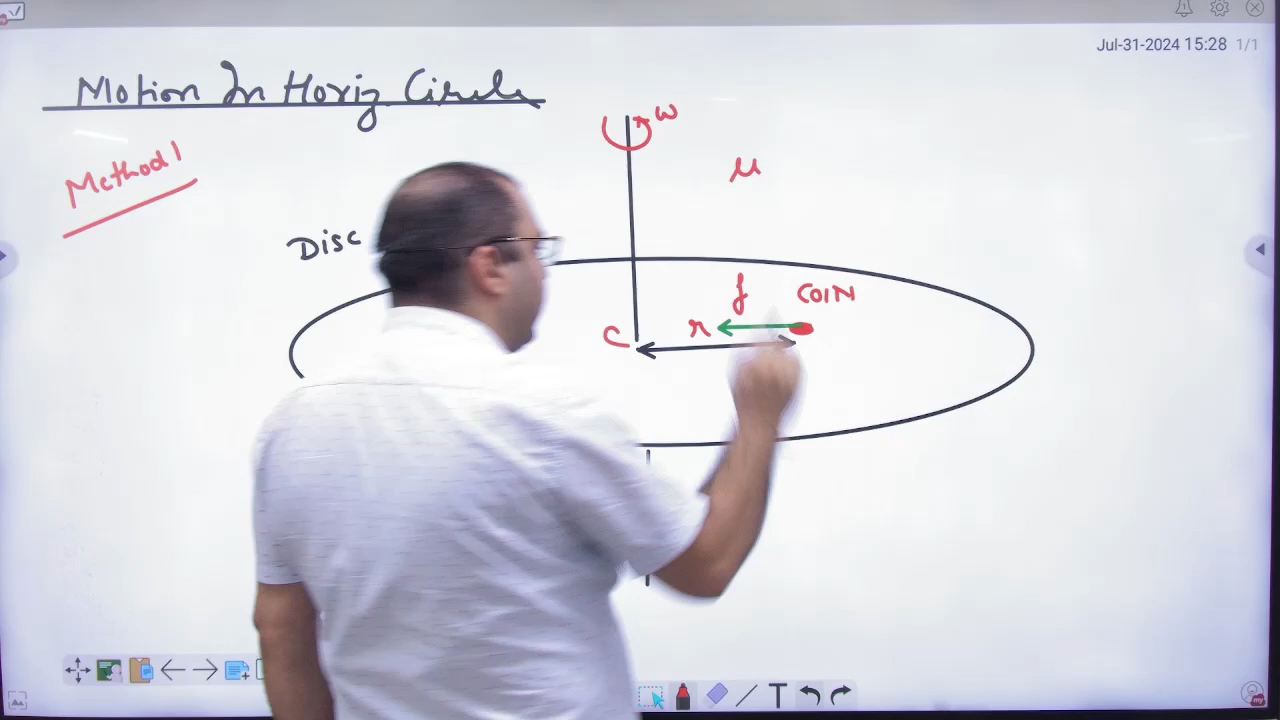 Jul-31-2024 15:28 1/1
Motion In Horiz Circle
Method 1
ω
μ
Disc
f
COIN
C
r
T